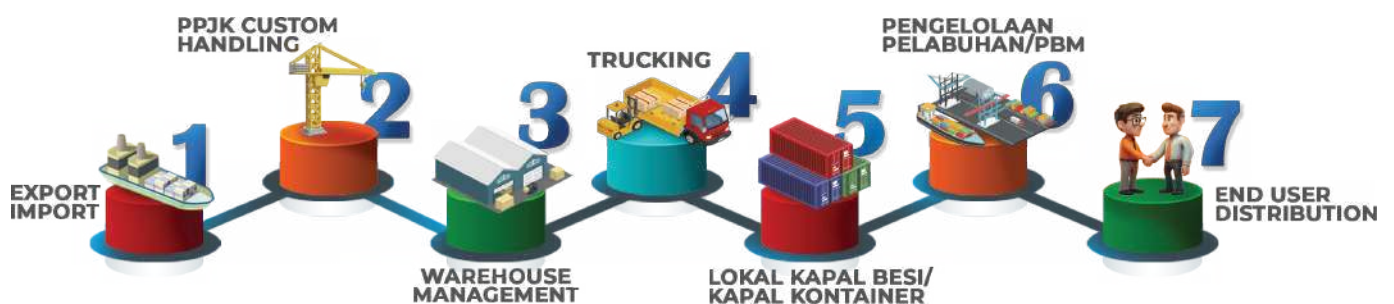 1
EXPORT
IMPORT
PPJK CUSTOM
HANDLING
2
3
WAREHOUSE
MANAGEMENT
TRUCKING
4
5
LOKAL KAPAL BESI/
KAPAL KONTAINER
PENGELOLAAN
PELABUHAN/PBM
6
7
END USER
DISTRIBUTION